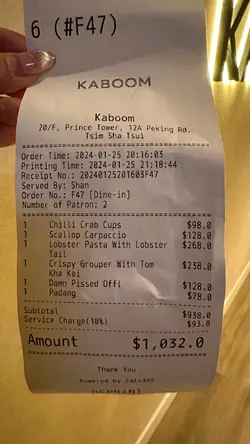 6 (#F47)
KABOOM
Kaboom
20/F, Prince Tower, 12A Peking Rd.
Tsim Sha Tsui
Order Time: 2024-01-25 20:16:03
Printing Time: 2024-01-25 21:18:44
Receipt No.: 20240125201603F47
Served By: Shan
Order No.: F47 [Dine-in]
Number of Patron: 2
1 Chilli Crab Cups $98.0
1 Scallop Carpaccio $128.0
1 Lobster Pasta With Lobster $268.0
Tail
1 Crispy Grouper With Tom $238.0
Kha Kai
1 Damn Pissed Off! $128.0
1 Padang $78.0
Subtotal $938.0
Service Charge(10%) $93.8
Amount $1,032.0
Thank You
Powered by Eats365
REPRINT